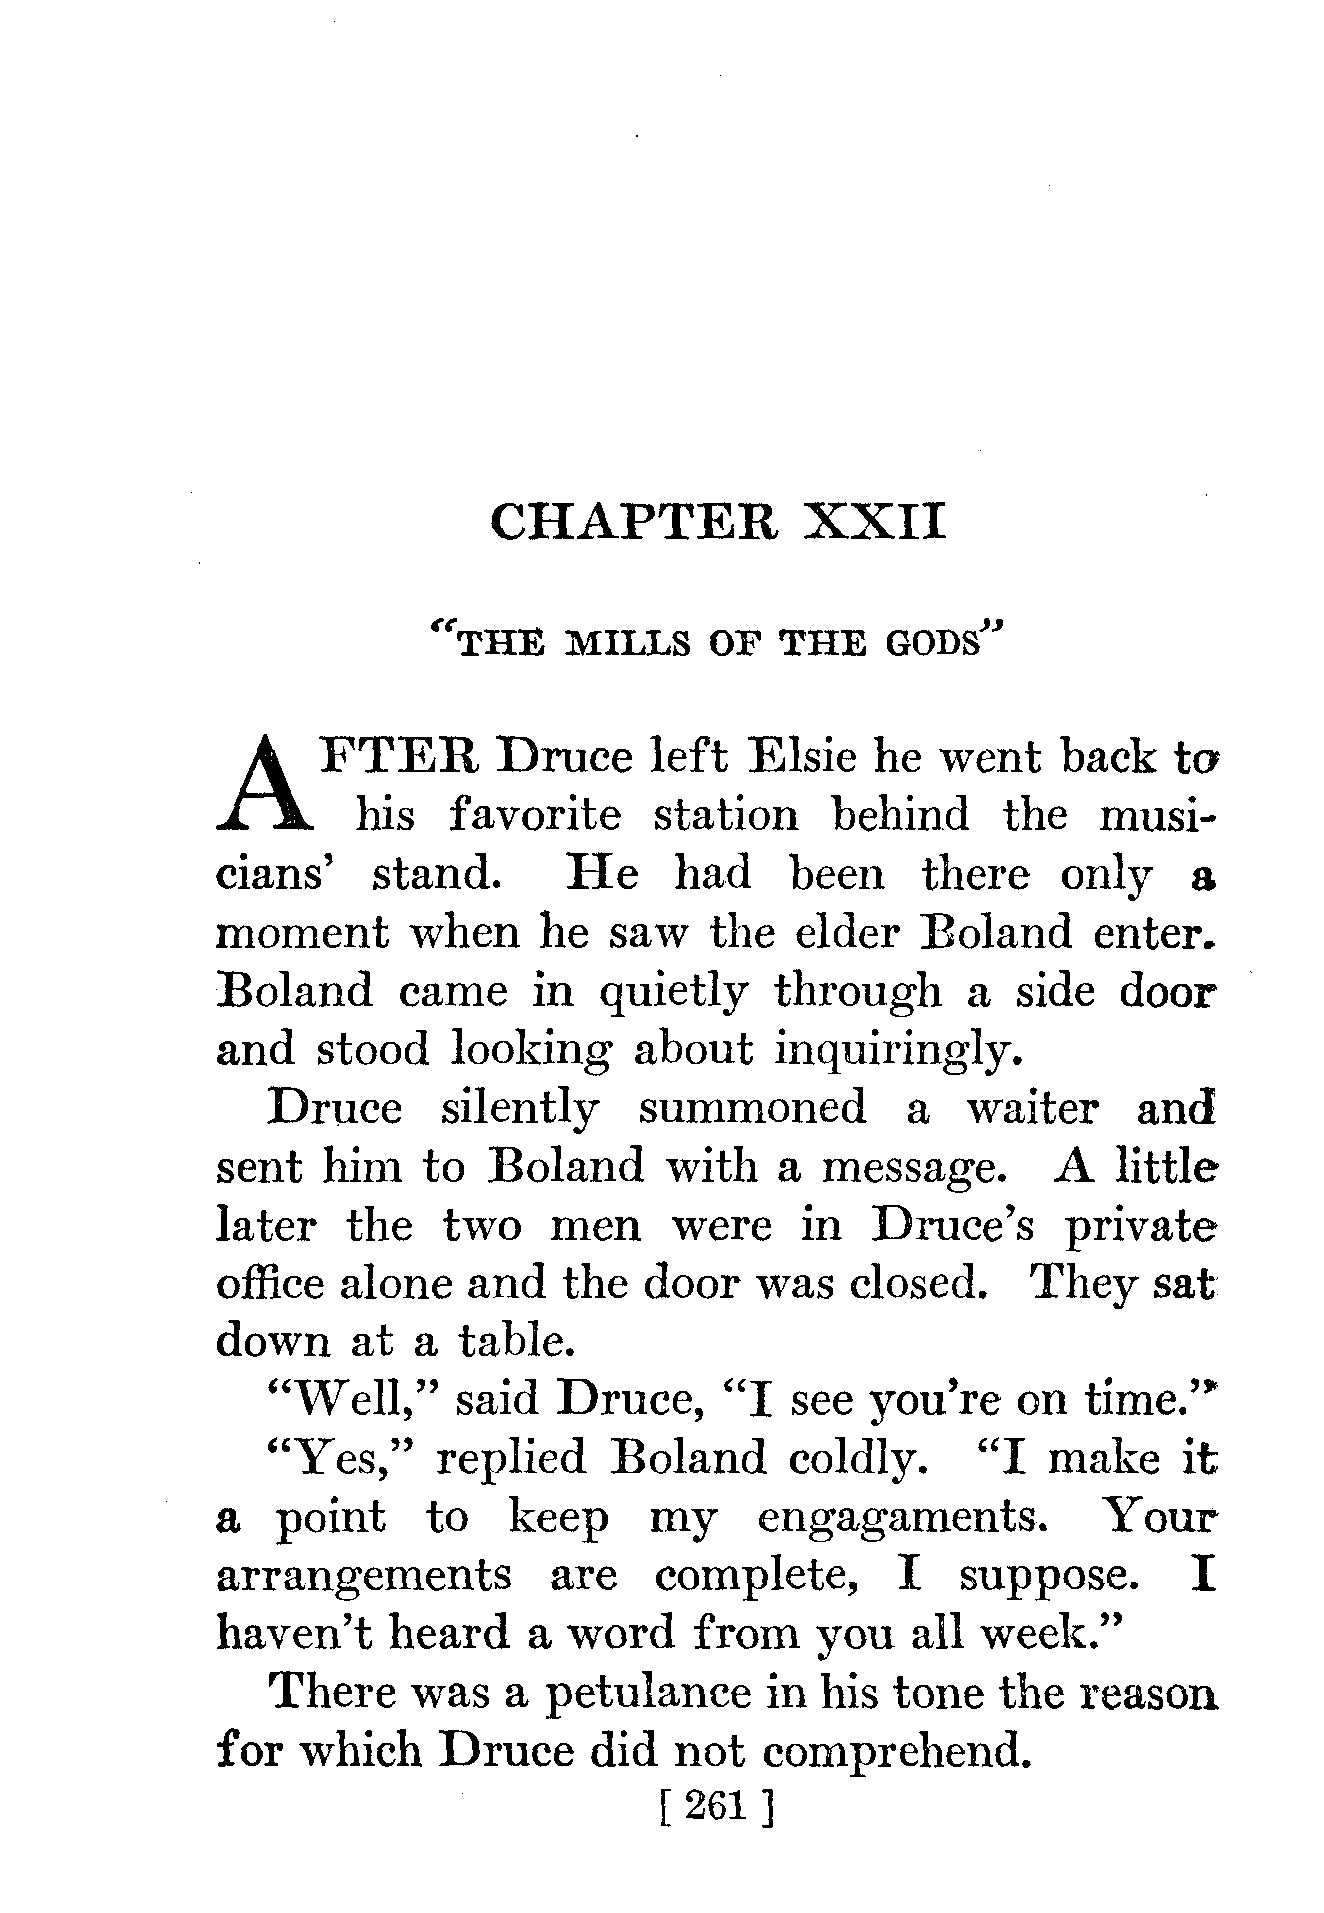 CHAPTER XXII
"THE MILLS OF THE GODS"
AFTER Druce left Elsie he went back to
his favorite station behind the musi-
cians' stand. He had been there only a
moment when he saw the elder Boland enter.
Boland came in quietly through a side door
and stood looking about inquiringly.
Druce silently summoned a waiter and
sent him to Boland with a message. A little
later the two men were in Druce's private
office alone and the door was closed. They sat
down at a table.
"Well," said Druce, "I see you're on time."
"Yes," replied Boland coldly. "I make it
a point to keep my engagaments. Your
arrangements are complete, I suppose. I
haven't heard a word from you all week."
There was a petulance in his tone the reason
for which Druce did not comprehend.
[ 261 ]